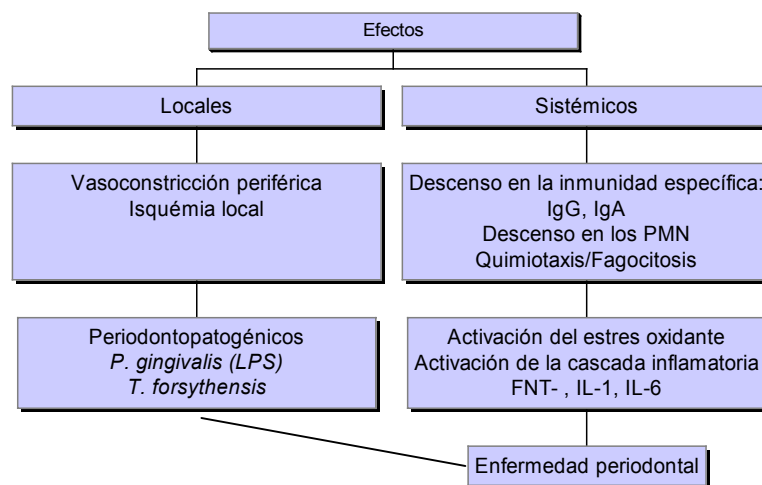 Efectos
Locales
Sistémicos
Vasoconstricción periférica
Isquémia local
Descenso en la inmunidad específica:
IgG, IgA
Descenso en los PMN
Quimiotaxis/Fagocitosis
Periodontopatogénicos
P. gingivalis (LPS)
T. forsythensis
Activación del estres oxidante
Activación de la cascada inflamatoria
FNT- , IL-1, IL-6
Enfermedad periodontal